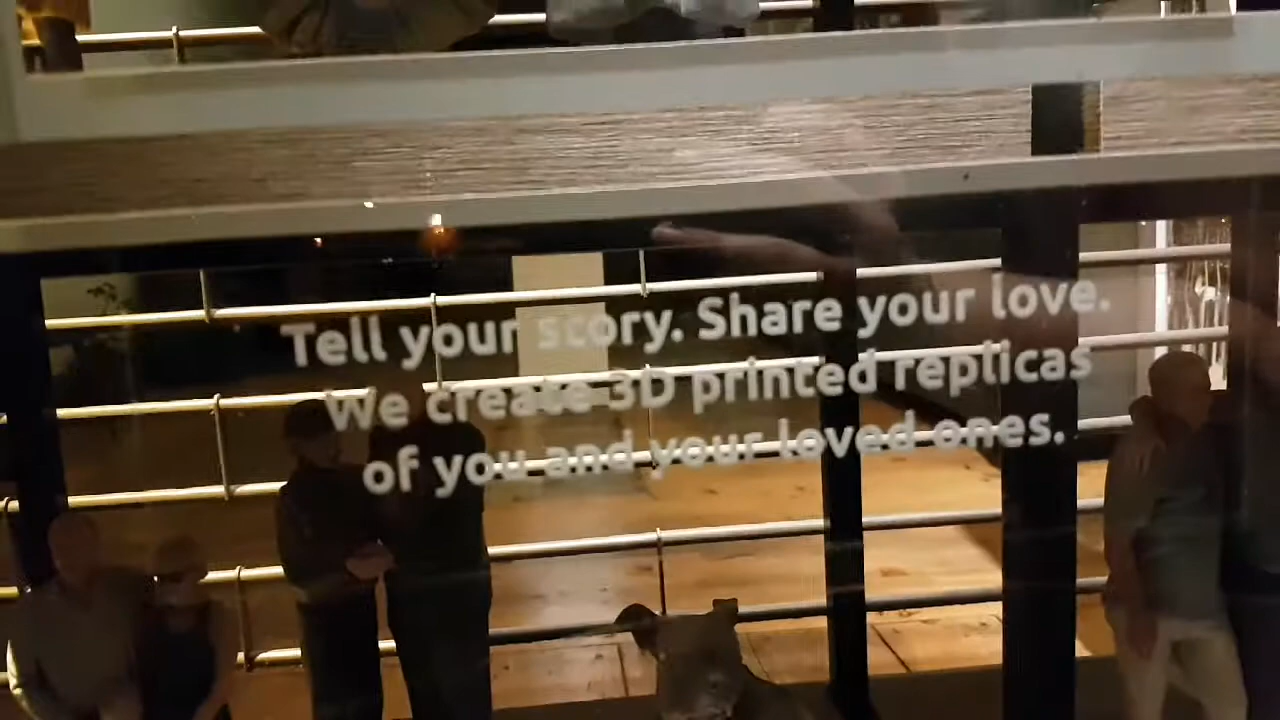 Tell your story. Share your love.
We create 3D printed replicas
of you and your loved ones.